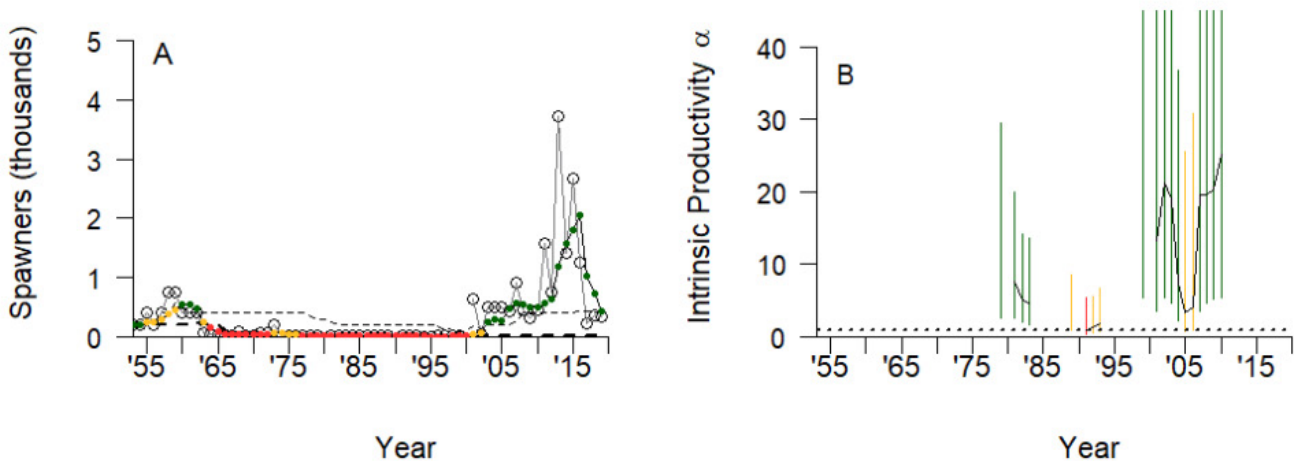 Spawners (thousands)
A
5
4
3
2
1
0
'55 '65 '75 '85 '95 '05 '15
Year
Intrinsic Productivity α
B
40
30
20
10
0
'55 '65 '75 '85 '95 '05 '15
Year